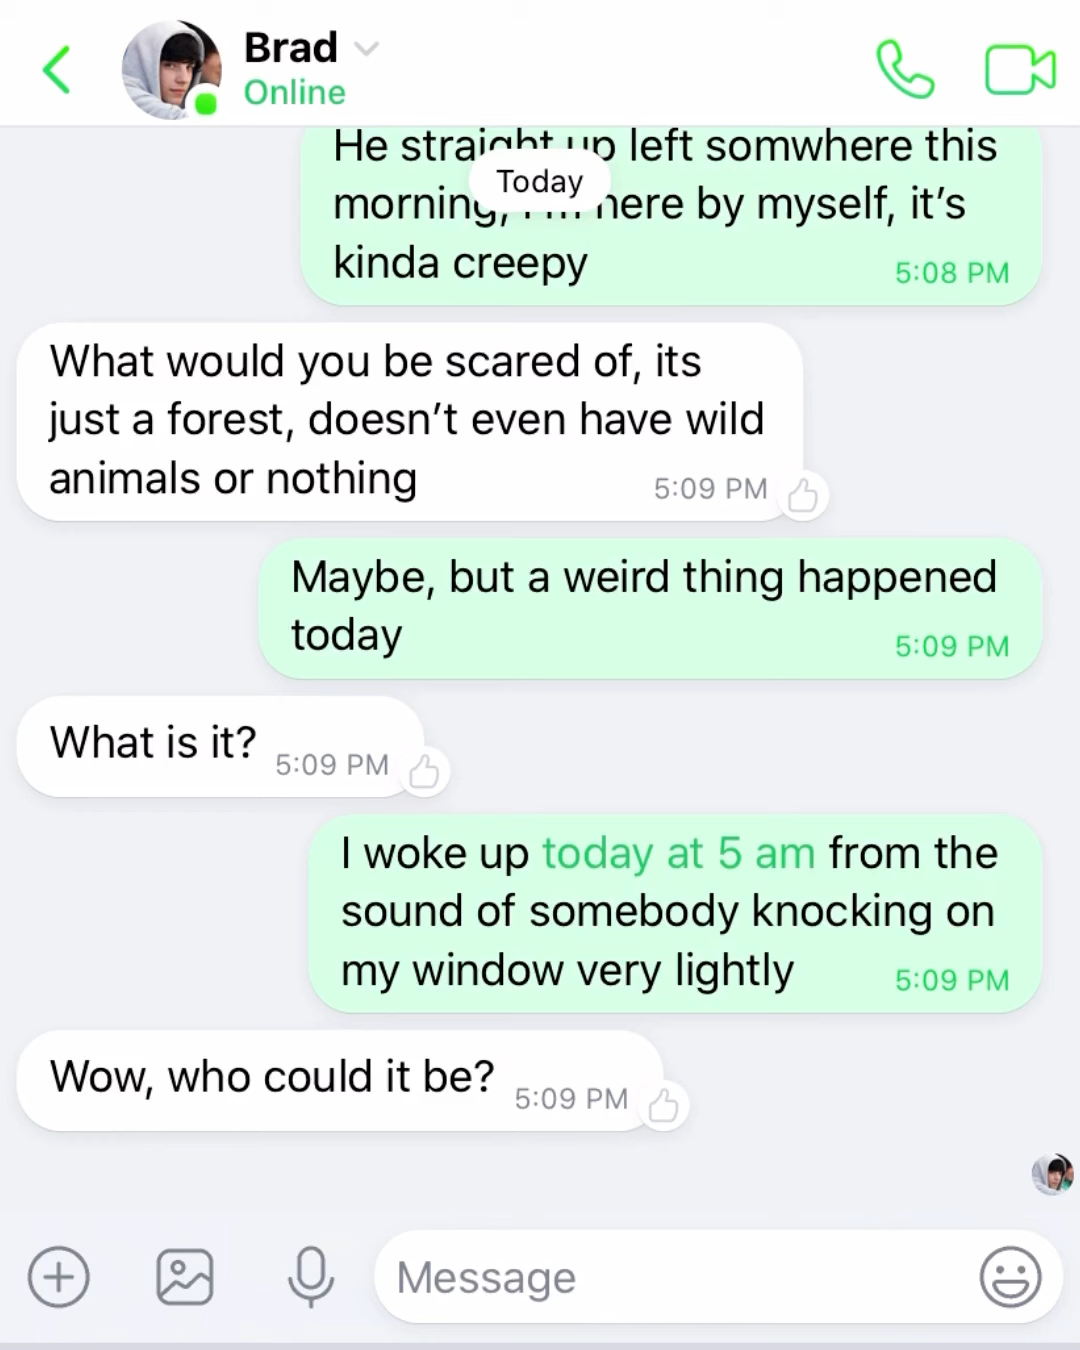 Brad
Online
He straight up left somwhere this
Today
morning, I'm here by myself, it's
kinda creepy
5:08 PM
What would you be scared of, its
just a forest, doesn't even have wild
animals or nothing
5:09 PM
Maybe, but a weird thing happened
today
5:09 PM
What is it?
5:09 PM
I woke up today at 5 am from the
sound of somebody knocking on
my window very lightly
5:09 PM
Wow, who could it be?
5:09 PM
Message